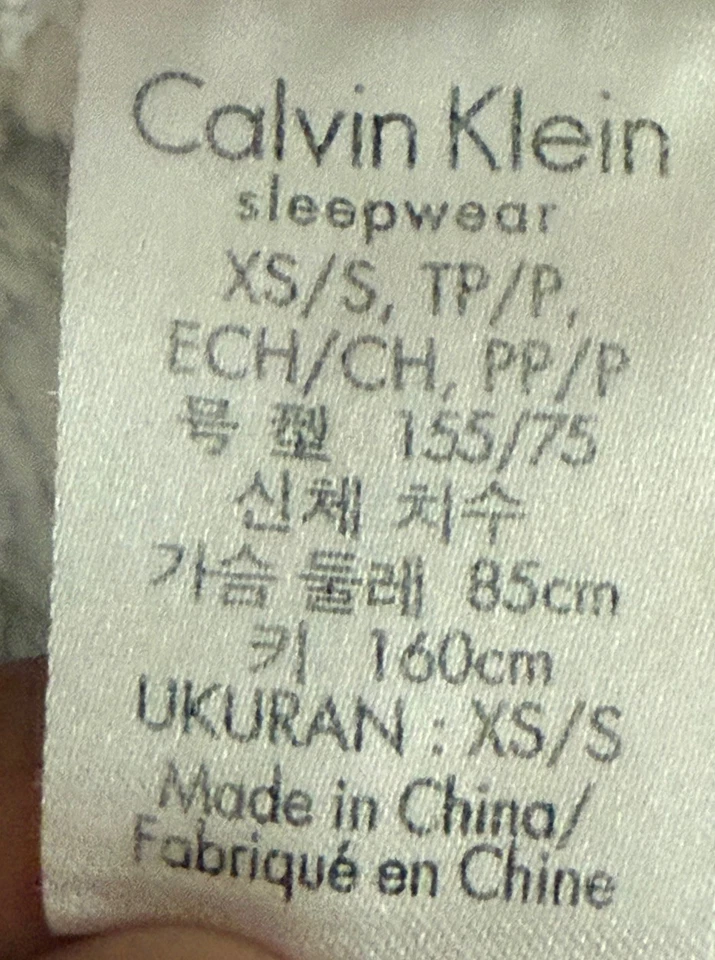 Calvin Klein
sleepwear
XS/S, TP/P,
ECH/CH, PP/P
号 型 155/75
신체 치수
가슴 둘레 85cm
키 160cm
UKURAN : XS/S
Made in China/
Fabriqué en Chine